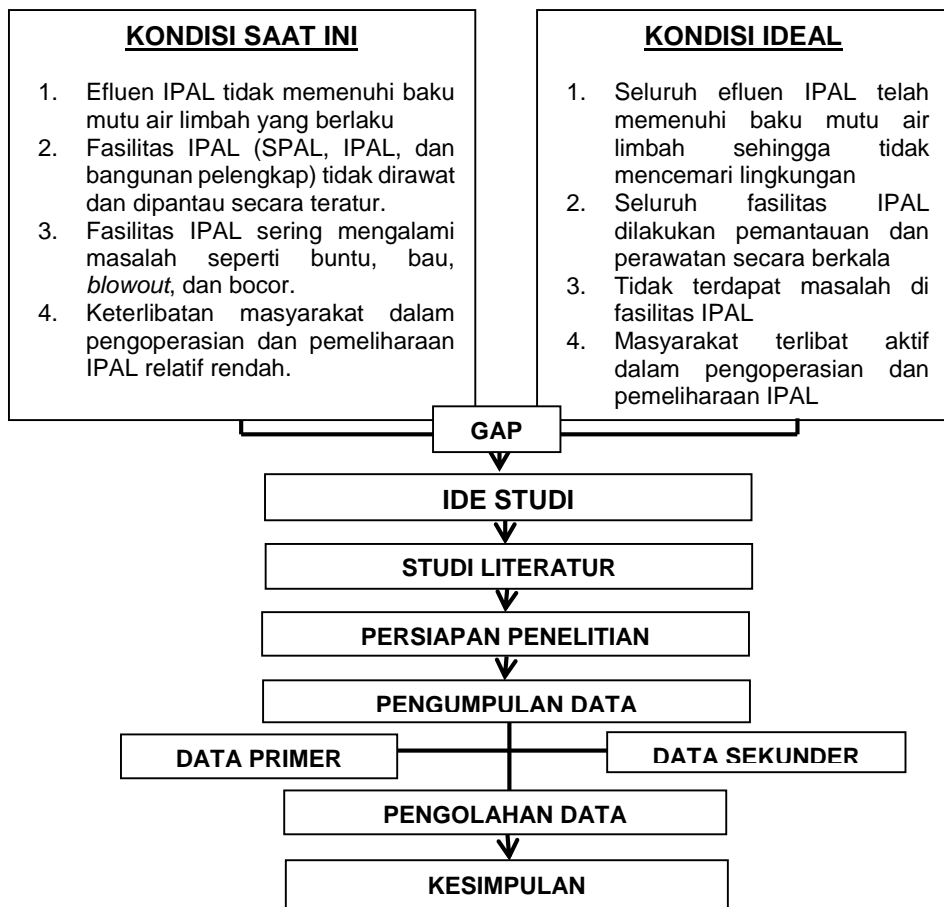 KONDISI SAAT INI
1. Efluen IPAL tidak memenuhi baku
mutu air limbah yang berlaku
2. Fasilitas IPAL (SPAL, IPAL, dan
bangunan pelengkap) tidak dirawat
dan dipantau secara teratur.
3. Fasilitas IPAL sering mengalami
masalah seperti buntu, bau,
blowout, dan bocor.
4. Keterlibatan masyarakat dalam
pengoperasian dan pemeliharaan
IPAL relatif rendah.
KONDISI IDEAL
1. Seluruh efluen IPAL telah
memenuhi baku mutu air
limbah sehingga tidak
mencemari lingkungan
2. Seluruh fasilitas IPAL
dilakukan pemantauan dan
perawatan secara berkala
3. Tidak terdapat masalah di
fasilitas IPAL
4. Masyarakat terlibat aktif
dalam pengoperasian dan
pemeliharaan IPAL
GAP
IDE STUDI
STUDI LITERATUR
PERSIAPAN PENELITIAN
PENGUMPULAN DATA
DATA PRIMER
DATA SEKUNDER
PENGOLAHAN DATA
KESIMPULAN